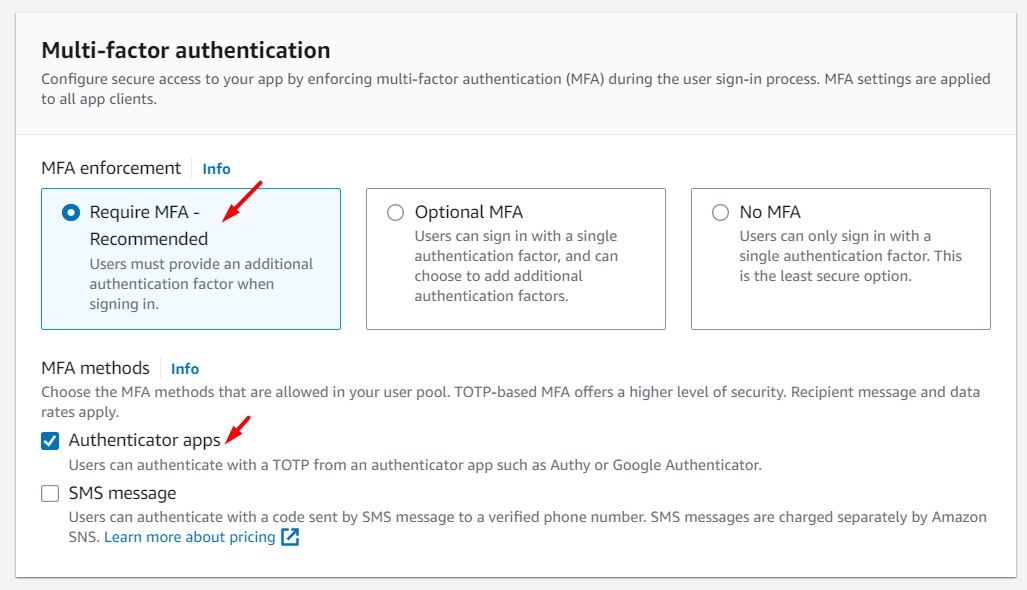 Multi-factor authentication
Configure secure access to your app by enforcing multi-factor authentication (MFA) during the user sign-in process. MFA settings are applied
to all app clients.
MFA enforcement
Info
Require MFA -
Recommended
Users must provide an additional
authentication factor when
signing in.
Optional MFA
Users can sign in with a single
authentication factor, and can
choose to add additional
authentication factors.
No MFA
Users can only sign in with a
single authentication factor. This
is the least secure option.
MFA methods
Info
Choose the MFA methods that are allowed in your user pool. TOTP-based MFA offers a higher level of security. Recipient message and data
rates apply.
Authenticator apps
Users can authenticate with a TOTP from an authenticator app such as Authy or Google Authenticator.
SMS message
Users can authenticate with a code sent by SMS message to a verified phone number. SMS messages are charged separately by Amazon
SNS. Learn more about pricing